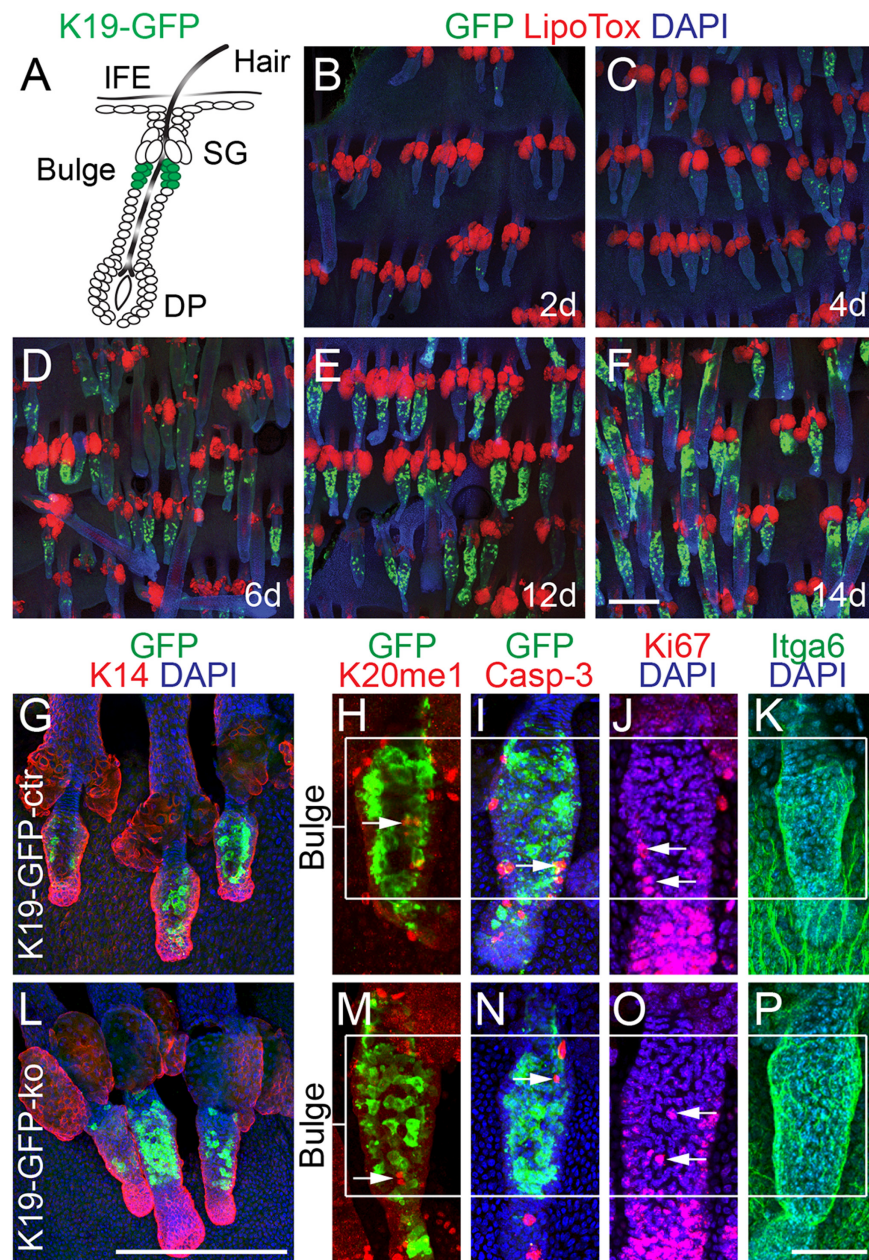 K19-GFP
GFP LipoTox DAPI
A
Hair
IFE
SG
Bulge
DP
B
2d
C
4d
D
6d
E
12d
F
14d
GFP
K14 DAPI
GFP
K20me1
GFP
Casp-3
Ki67
DAPI
Itga6
DAPI
K19-GFP-ctr
G
Bulge
H
I
J
K
K19-GFP-ko
L
Bulge
M
N
O
P